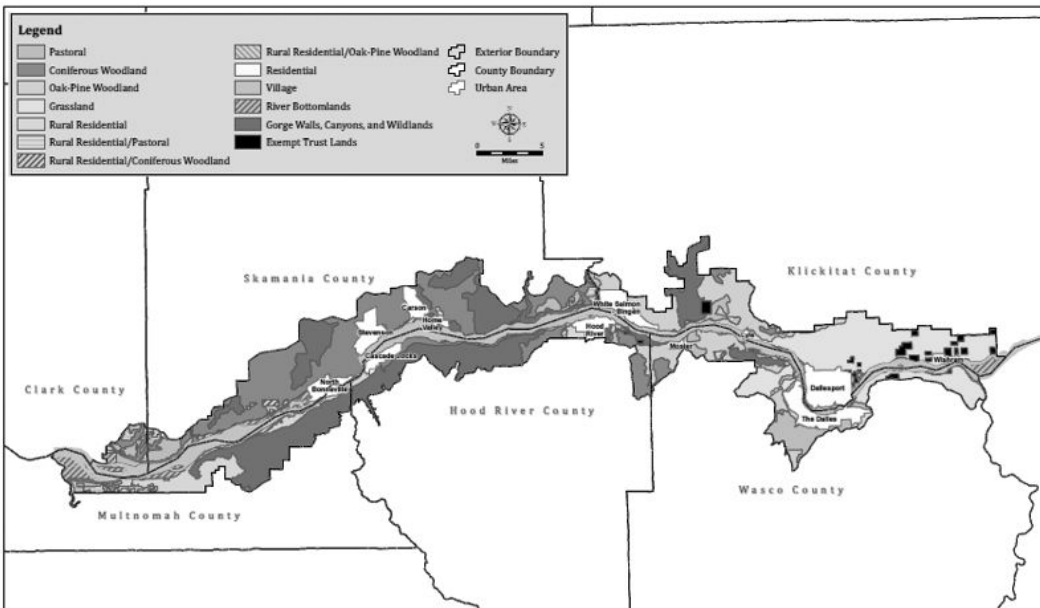 Legend
Pastoral
Coniferous Woodland
Oak-Pine Woodland
Grassland
Rural Residential
Rural Residential/Pastoral
Rural Residential/Coniferous Woodland
Rural Residential/Oak-Pine Woodland
Residential
Village
River Bottomlands
Gorge Walls, Canyons, and Wildlands
Exempt Trust Lands
Exterior Boundary
County Boundary
Urban Area
0
5
Miles
Skamania County
Klickitat County
Carson
White Salmon
Bingen
Home
Valley
Stevenson
Hood
River
Mosier
Cascade Locks
Wishram
Clark County
North
Bonneville
Dallesport
Hood River County
The Dalles
Wasco County
Multnomah County